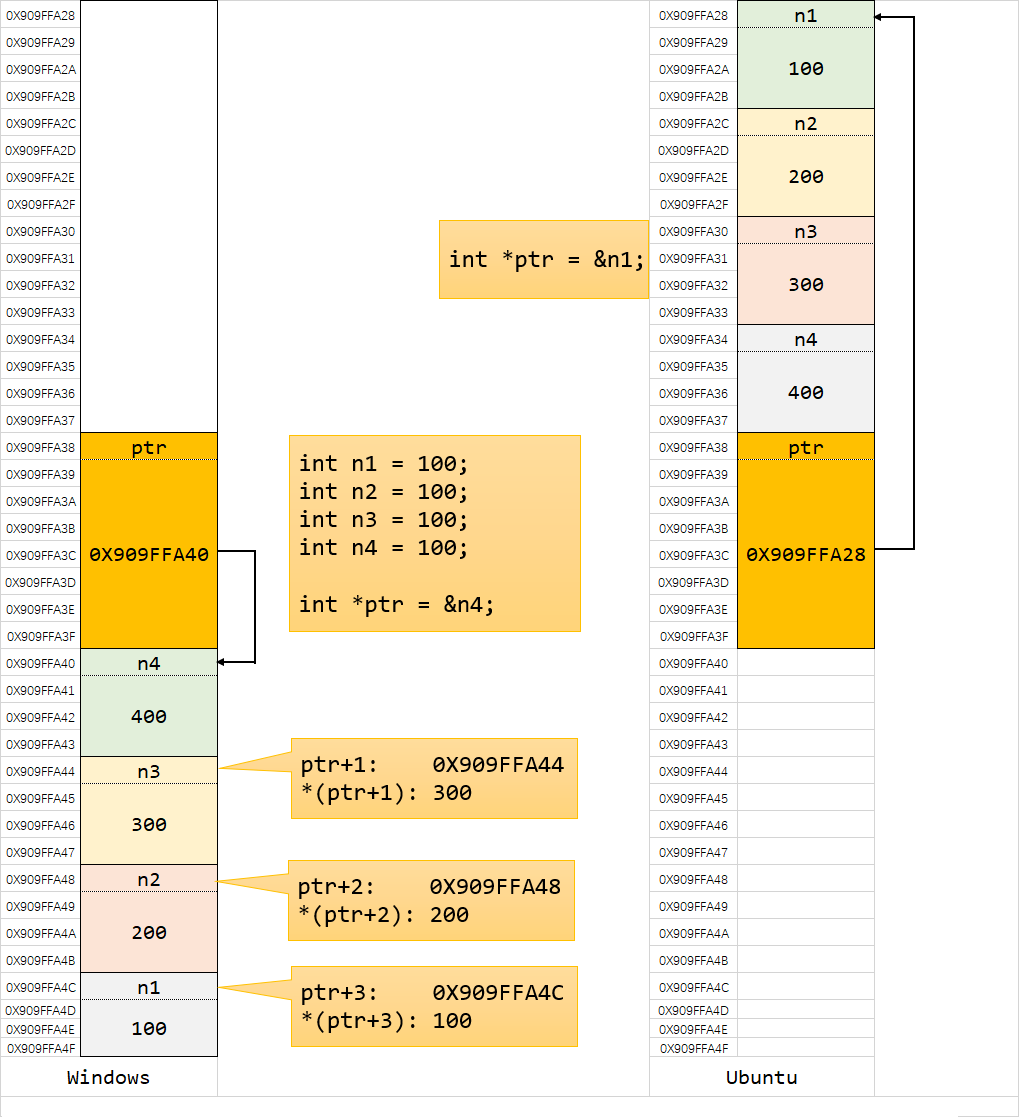 0X909FFA28
0X909FFA29
0X909FFA2A
0X909FFA2B
0X909FFA2C
0X909FFA2D
0X909FFA2E
0X909FFA2F
0X909FFA30
0X909FFA31
0X909FFA32
0X909FFA33
0X909FFA34
0X909FFA35
0X909FFA36
0X909FFA37
0X909FFA38
0X909FFA39
0X909FFA3A
0X909FFA3B
0X909FFA3C
0X909FFA3D
0X909FFA3E
0X909FFA3F
0X909FFA40
0X909FFA41
0X909FFA42
0X909FFA43
0X909FFA44
0X909FFA45
0X909FFA46
0X909FFA47
0X909FFA48
0X909FFA49
0X909FFA4A
0X909FFA4B
0X909FFA4C
0X909FFA4D
0X909FFA4E
0X909FFA4F
ptr
0X909FFA40
n4
400
n3
300
n2
200
n1
100
Windows
int *ptr = &n1;
int n1 = 100;
int n2 = 100;
int n3 = 100;
int n4 = 100;
int *ptr = &n4;
ptr+1: 0X909FFA44
*(ptr+1): 300
ptr+2: 0X909FFA48
*(ptr+2): 200
ptr+3: 0X909FFA4C
*(ptr+3): 100
0X909FFA28
0X909FFA29
0X909FFA2A
0X909FFA2B
0X909FFA2C
0X909FFA2D
0X909FFA2E
0X909FFA2F
0X909FFA30
0X909FFA31
0X909FFA32
0X909FFA33
0X909FFA34
0X909FFA35
0X909FFA36
0X909FFA37
0X909FFA38
0X909FFA39
0X909FFA3A
0X909FFA3B
0X909FFA3C
0X909FFA3D
0X909FFA3E
0X909FFA3F
0X909FFA40
0X909FFA41
0X909FFA42
0X909FFA43
0X909FFA44
0X909FFA45
0X909FFA46
0X909FFA47
0X909FFA48
0X909FFA49
0X909FFA4A
0X909FFA4B
0X909FFA4C
0X909FFA4D
0X909FFA4E
0X909FFA4F
n1
100
n2
200
n3
300
n4
400
ptr
0X909FFA28
Ubuntu